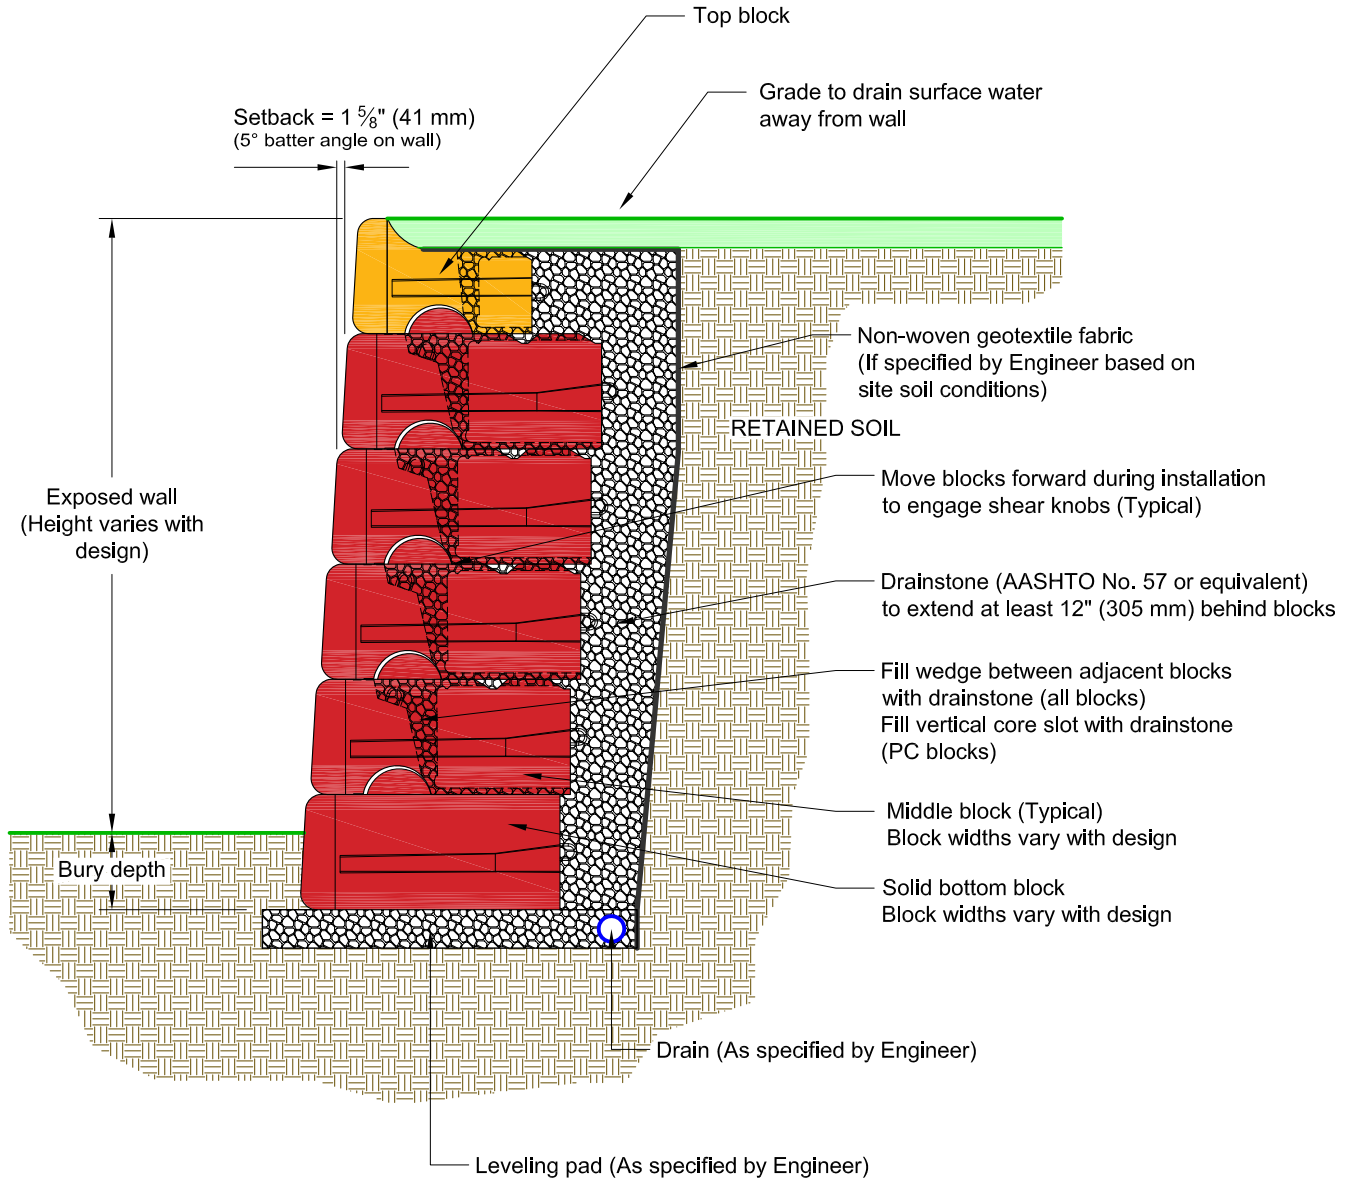 Top block
Grade to drain surface water
away from wall
Setback = 1 5⁄8" (41 mm)
(5° batter angle on wall)
Non-woven geotextile fabric
(If specified by Engineer based on
site soil conditions)
RETAINED SOIL
Move blocks forward during installation
to engage shear knobs (Typical)
Exposed wall
(Height varies with
design)
Drainstone (AASHTO No. 57 or equivalent)
to extend at least 12" (305 mm) behind blocks
Fill wedge between adjacent blocks
with drainstone (all blocks)
Fill vertical core slot with drainstone
(PC blocks)
Middle block (Typical)
Block widths vary with design
Bury depth
Solid bottom block
Block widths vary with design
Drain (As specified by Engineer)
Leveling pad (As specified by Engineer)